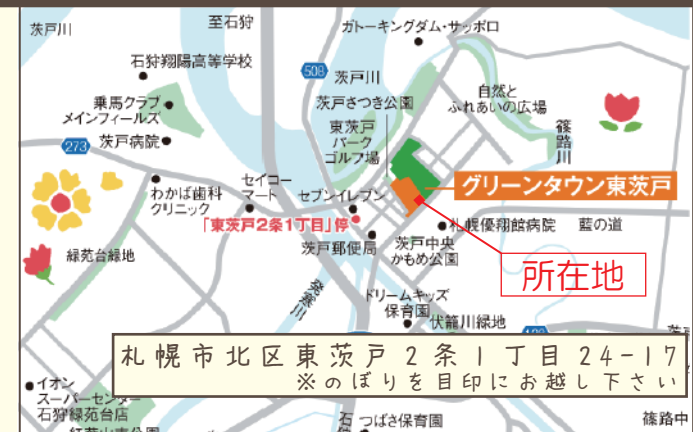 茨戸川
至石狩
ガトーキングダム・サッポロ
石狩翔陽高等学校
508
茨戸川
乗馬クラブ
メインフィールズ
茨戸さつき公園
自然と
ふれあいの広場
東茨戸
パーク
ゴルフ場
篠路川
273
茨戸病院
グリーンタウン東茨戸
わかば歯科
クリニック
セイコー
マート
セブンイレブン
「東茨戸2条1丁目」停
札幌優翔館病院
藍の道
緑苑台緑地
茨戸郵便局
茨戸中央
かもめ公園
所在地
発寒川
ドリームキッズ
保育園
伏籠川緑地
札幌市北区東茨戸2条1丁目24-17
※のぼりを目印にお越し下さい
イオン
スーパーセンター
石狩緑苑台店
つばさ保育園
篠路中